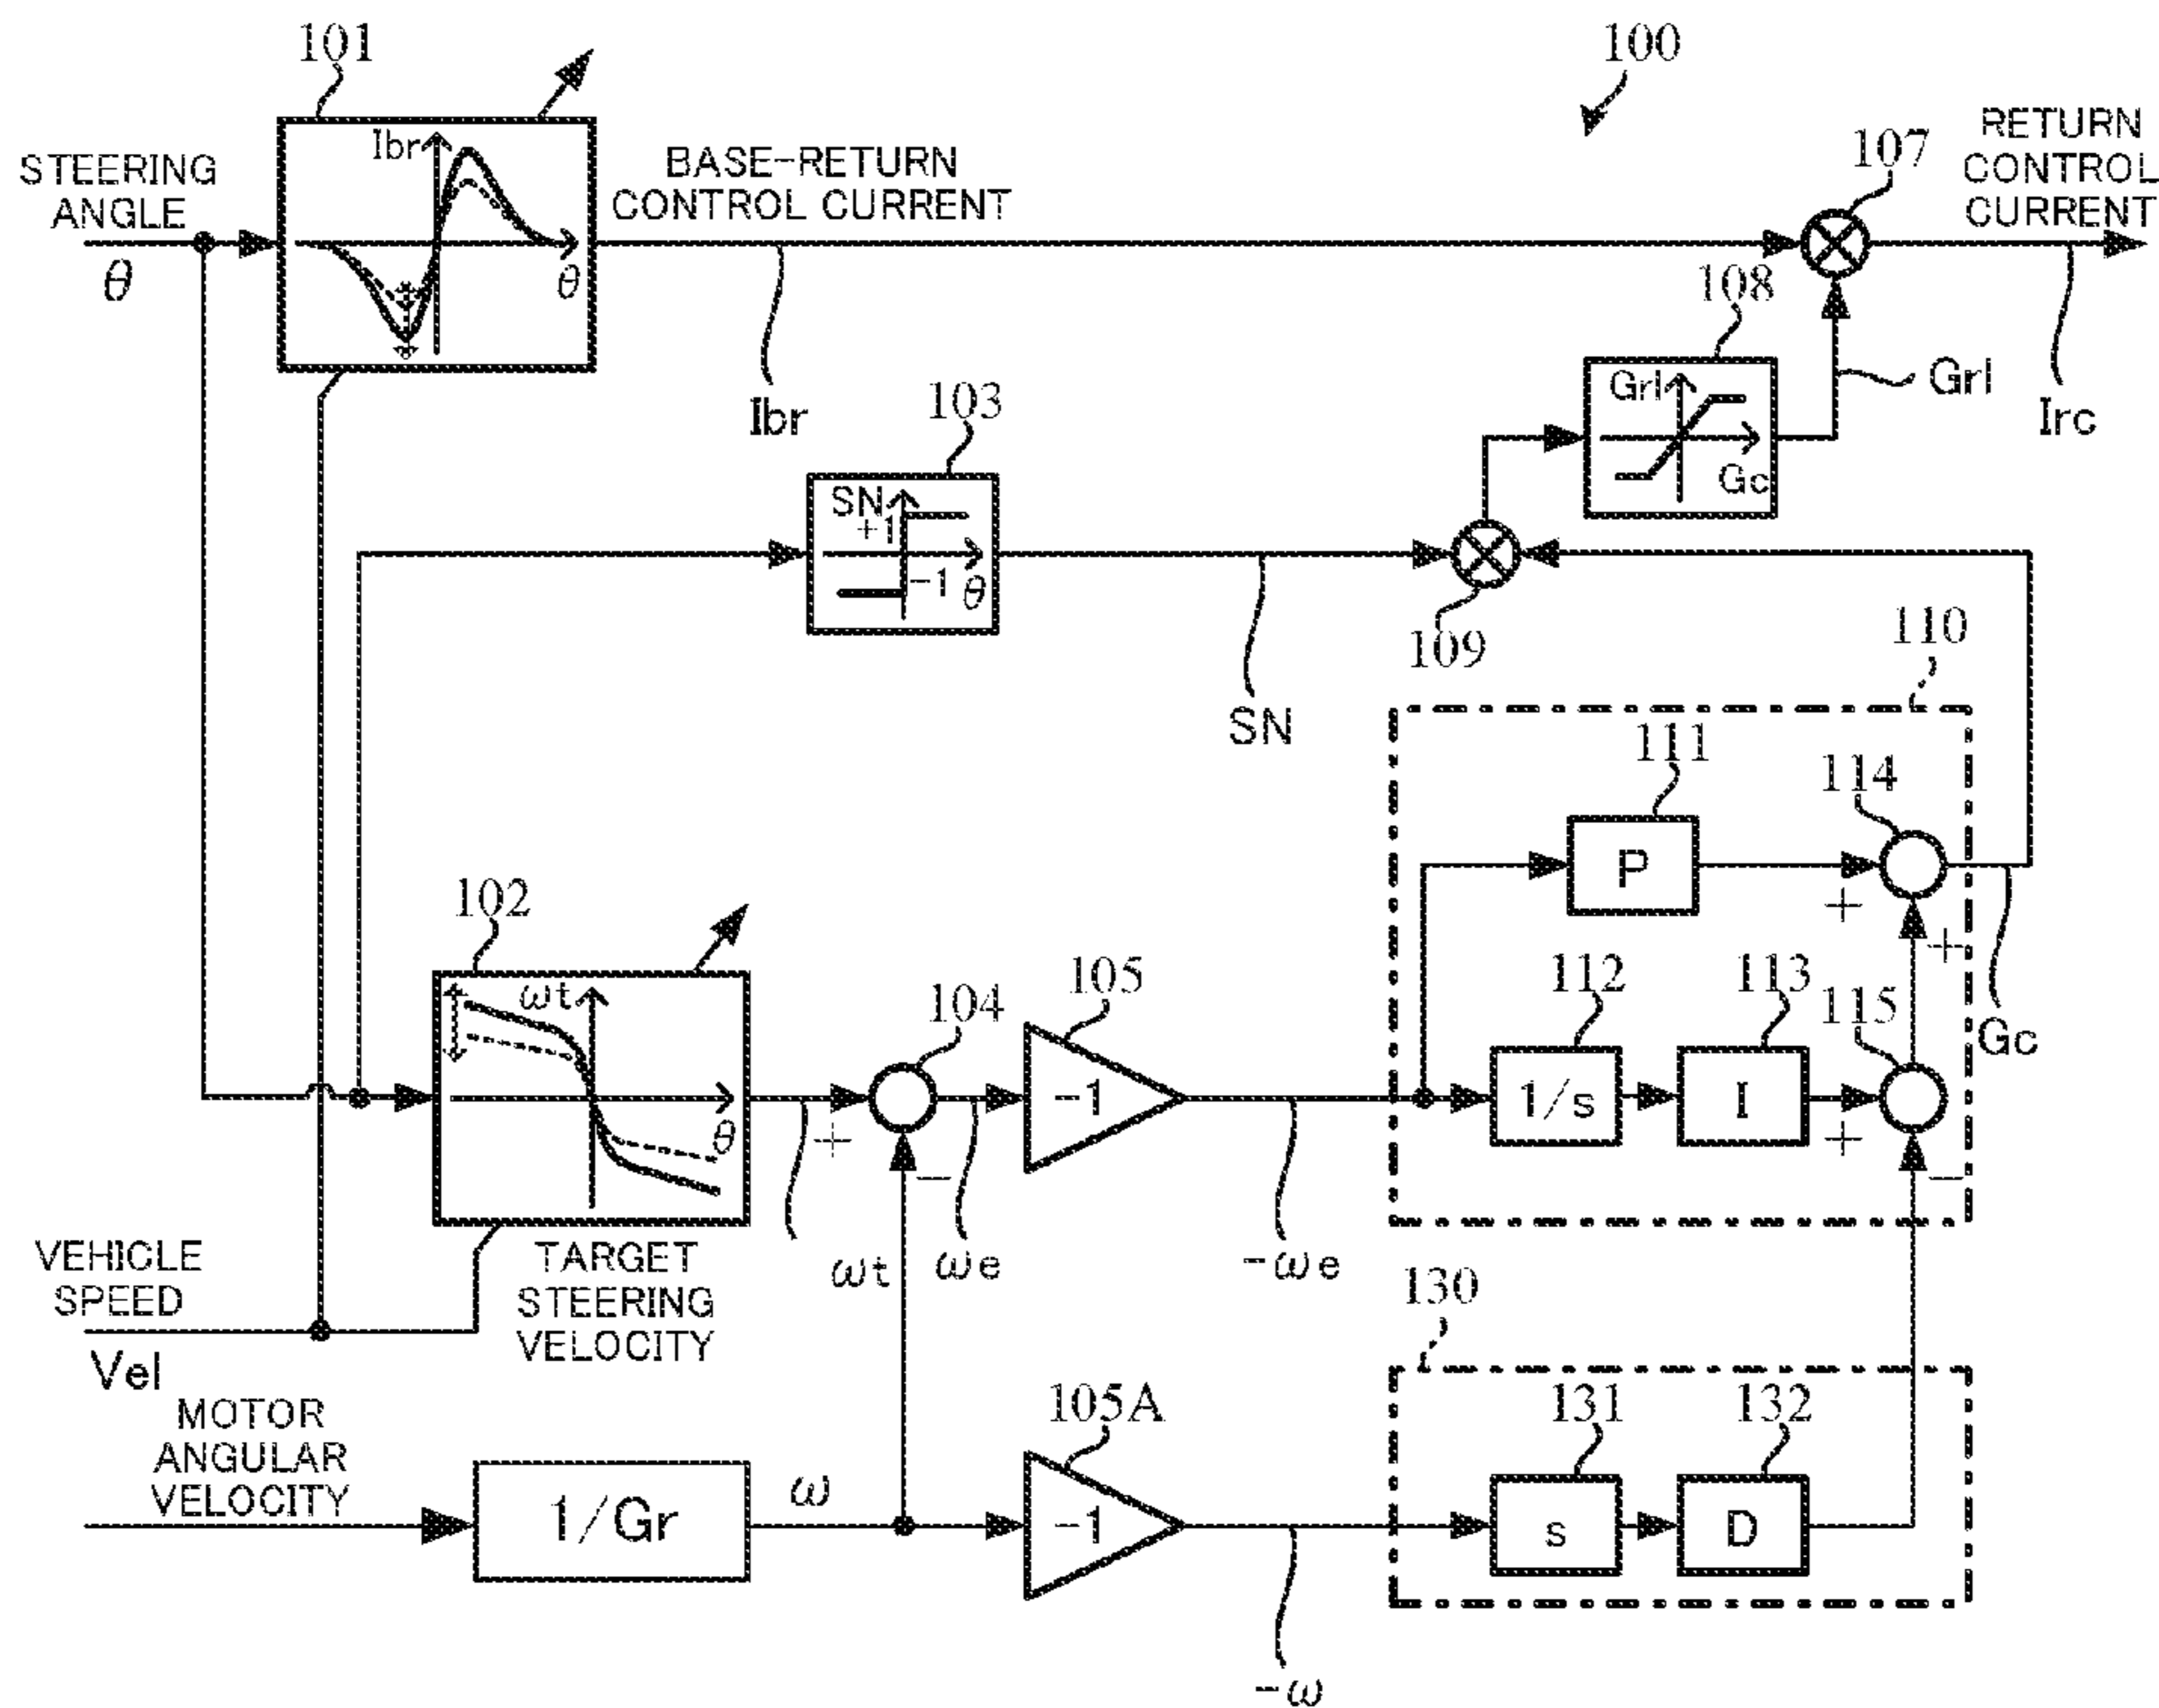 101
100
Ibr
θ
STEERING
ANGLE
θ
BASE-RETURN
CONTROL CURRENT
Ibr
107
RETURN
CONTROL
CURRENT
Irc
108
Grl
Gc
Grl
103
SN
+1
-1
θ
SN
109
110
111
P
114
+
+
Gc
102
ωt
θ
104
+
-
105
-1
112
1/s
113
I
115
+
-
VEHICLE
SPEED
Vel
TARGET
STEERING
VELOCITY
ωt
ωe
-ωe
130
MOTOR
ANGULAR
VELOCITY
1/Gr
ω
105A
-1
131
s
132
D
-ω